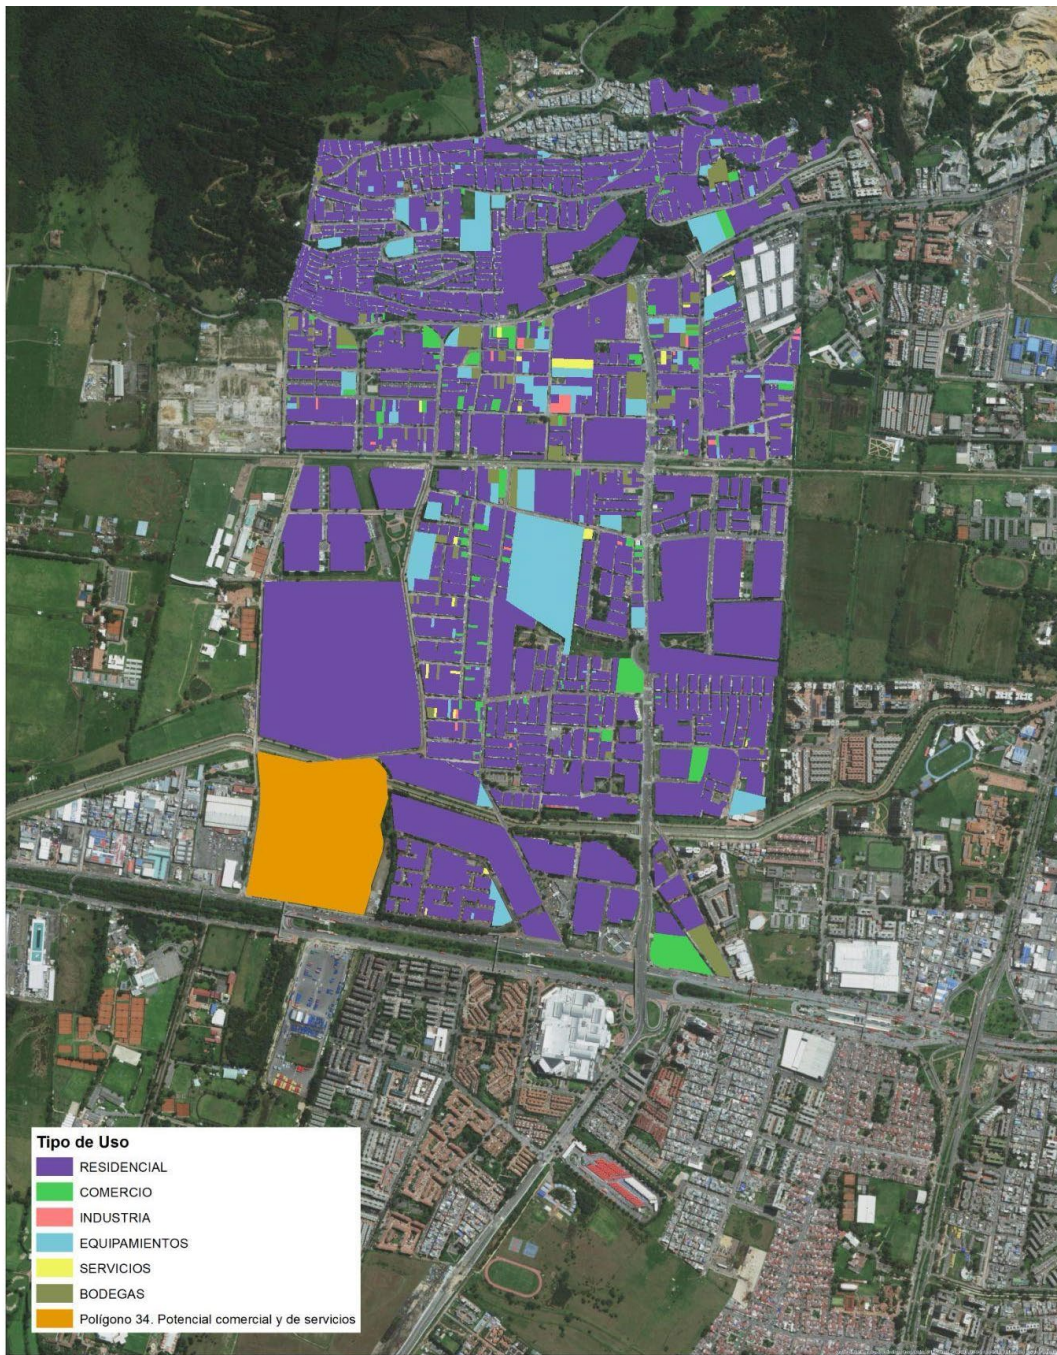 Tipo de Uso
RESIDENCIAL
COMERCIO
INDUSTRIA
EQUIPAMIENTOS
SERVICIOS
BODEGAS
Polígono 34. Potencial comercial y de servicios